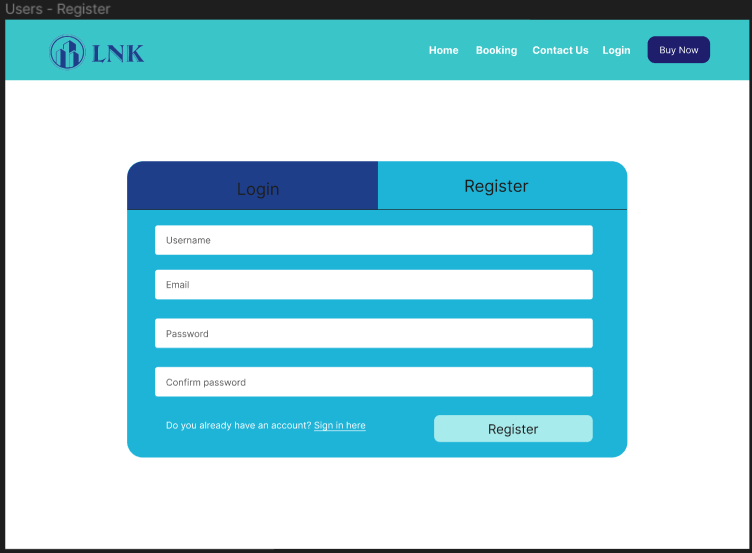 Users - Register
LNK
Home Booking Contact Us Login Buy Now
Login Register
Username
Email
Password
Confirm password
Do you already have an account? Sign in here
Register